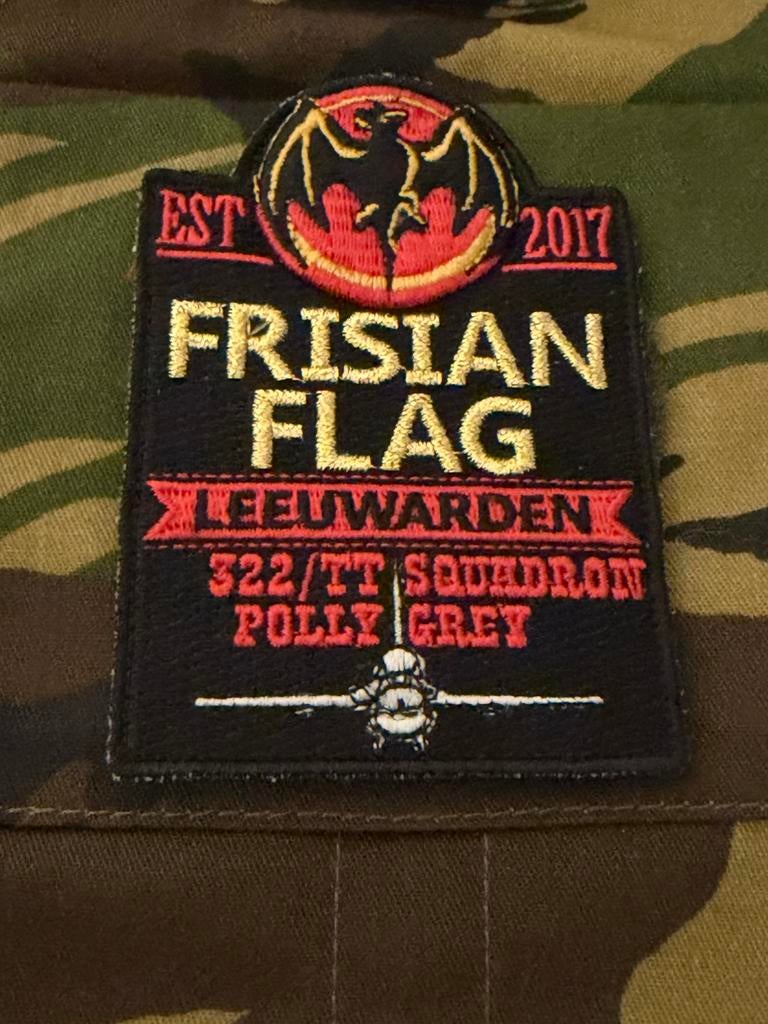 EST 2017
FRISIAN
FLAG
LEEUWARDEN
322/TT SQUADRON
POLLY GREY